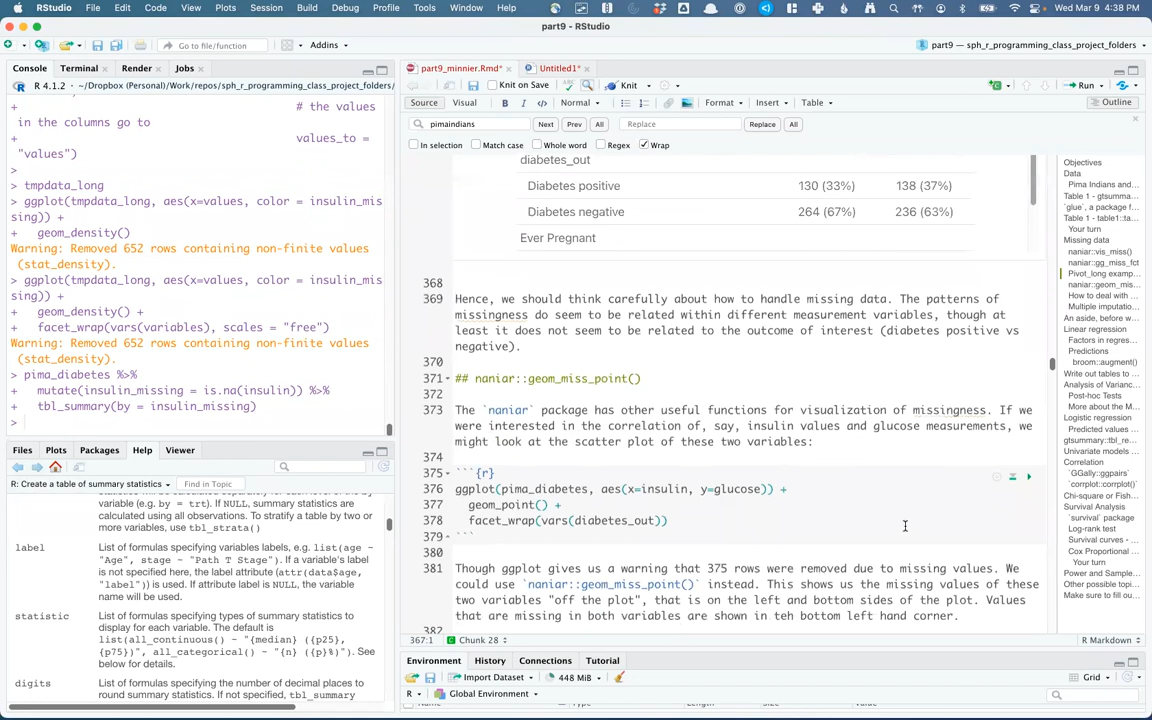 RStudio File Edit Code View Plots Session Build Debug Profile Tools Window Help Wed Mar 9 4:38 PM
part9 - RStudio
Go to file/function Addins part9 — sph_r_programming_class_project_folders
Console Terminal Render Jobs
R 4.1.2 · ~/Dropbox (Personal)/Work/repos/sph_r_programming_class_project_folders/
+ # the values
in the columns go to
+ values_to =
"values")
>
> tmpdata_long
> ggplot(tmpdata_long, aes(x=values, color = insulin_mis
sing)) +
+ geom_density()
Warning: Removed 652 rows containing non-finite values
(stat_density).
> ggplot(tmpdata_long, aes(x=values, color = insulin_mis
sing)) +
+ geom_density() +
+ facet_wrap(vars(variables), scales = "free")
Warning: Removed 652 rows containing non-finite values
(stat_density).
> pima_diabetes %>%
+ mutate(insulin_missing = is.na(insulin)) %>%
+ tbl_summary(by = insulin_missing)
>
Files Plots Packages Help Viewer
R: Create a table of summary statistics Find in Topic
variable (e.g. by = trt). If NULL, summary
statistics are calculated using all observations. To stratify a table by two or
more variables, use tbl_strata()
label List of formulas specifying variables labels, e.g. list(age ~
"Age", stage ~ "Path T Stage"). If a variable's label
is not specified here, the label attribute (attr(data$age,
"label")) is used. If attribute label is NULL, the variable
name will be used.
statistic List of formulas specifying types of summary statistics to
display for each variable. The default is
list(all_continuous() ~ "{median} ({p25},
{p75})", all_categorical() ~ "{n} ({p}%)"). See
below for details.
digits List of formulas specifying the number of decimal places to
round summary statistics. If not specified, tbl_summary
part9_minnier.Rmd* Untitled1*
Knit on Save Knit Run
Source Visual B I Normal Format Insert Table Outline
pimaindians Next Prev All Replace Replace All
In selection Match case Whole word Regex Wrap
diabetes_out
Diabetes positive 130 (33%) 138 (37%)
Diabetes negative 264 (67%) 236 (63%)
Ever Pregnant
368
369 Hence, we should think carefully about how to handle missing data. The patterns of
missingness do seem to be related within different measurement variables, though at
least it does not seem to be related to the outcome of interest (diabetes positive vs
negative).
370
371 ## naniar::geom_miss_point()
372
373 The `naniar` package has other useful functions for visualization of missingness. If we
were interested in the correlation of, say, insulin values and glucose measurements, we
might look at the scatter plot of these two variables:
374
375 ```{r}
376 ggplot(pima_diabetes, aes(x=insulin, y=glucose)) +
377 geom_point() +
378 facet_wrap(vars(diabetes_out))
379 ```
380
381 Though ggplot gives us a warning that 375 rows were removed due to missing values. We
could use `naniar::geom_miss_point()` instead. This shows us the missing values of these
two variables "off the plot", that is on the left and bottom sides of the plot. Values
that are missing in both variables are shown in teh bottom left hand corner.
382
367:1 Chunk 28 R Markdown
Objectives
Data
Pima Indians and...
Table 1 - gtsumma...
`glue`, a package f...
Table 1 - table1::ta...
Your turn
Missing data
naniar::vis_miss()
naniar::gg_miss_fct
Pivot_long examp...
naniar::geom_mis...
How to deal with ...
Multiple imputatio...
An aside, before w...
Linear regression
Factors in regres...
Predictions
broom::augment()
Write out tables to ...
Analysis of Varianc...
Post-hoc Tests
More about the M...
Logistic regression
Predicted values ...
gtsummary::tbl_re...
Univariate models ...
Correlation
`GGally::ggpairs`
`corrplot::corrplot()`
Chi-square or Fish...
Survival Analysis
`survival` package
Log-rank test
Survival curves - ...
Cox Proportional ...
Your turn
Power and Sample...
Other possible topi...
Make sure to fill ou...
Environment History Connections Tutorial
Import Dataset 448 MiB Grid
R Global Environment